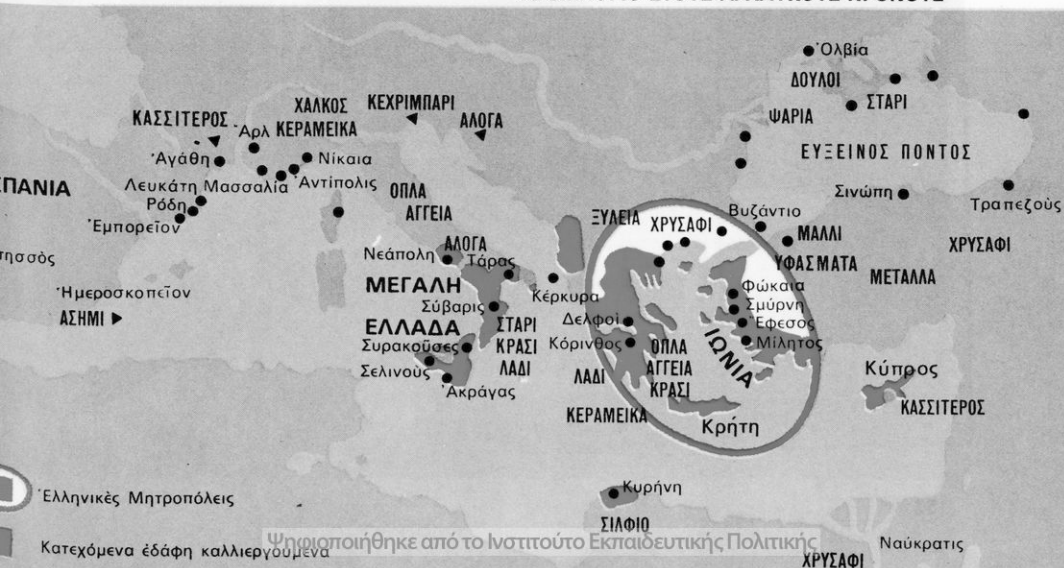 Ὀλβία
ΔΟΥΛΟΙ
ΣΤΑΡΙ
ΨΑΡΙΑ
ΕΥΞΕΙΝΟΣ ΠΟΝΤΟΣ
Σινώπη
Τραπεζοῦς
ΚΑΣΣΙΤΕΡΟΣ
Ἀρλ
ΧΑΛΚΟΣ
ΚΕΡΑΜΕΙΚΑ
ΚΕΧΡΙΜΠΑΡΙ
ΑΛΟΓΑ
Ἀγάθη
Νίκαια
ΠΑΝΙΑ
Λευκάτη Μασσαλία
Ἀντίπολις
Ρόδη
Ἐμπορεῖον
ΟΠΛΑ
ΑΓΓΕΙΑ
ΞΥΛΕΙΑ
ΧΡΥΣΑΦΙ
Βυζάντιο
ΜΑΛΛΙ
ΥΦΑΣΜΑΤΑ
ΜΕΤΑΛΛΑ
ΧΡΥΣΑΦΙ
τησσὸς
Νεάπολη
ΑΛΟΓΑ
Τάρας
ΜΕΓΑΛΗ
ΕΛΛΑΔΑ
Ἡμεροσκοπεῖον
ΑΣΗΜΙ
Σύβαρις
Κέρκυρα
Συρακοῦσες
ΣΤΑΡΙ
ΚΡΑΣΙ
ΛΑΔΙ
Σελινοὺς
Ἀκράγας
Δελφοὶ
Κόρινθος
ΟΠΛΑ
ΑΓΓΕΙΑ
ΚΡΑΣΙ
ΛΑΔΙ
ΚΕΡΑΜΕΙΚΑ
ΙΩΝΙΑ
Φώκαια
Σμύρνη
Ἔφεσος
Μίλητος
Κρήτη
Κύπρος
ΚΑΣΣΙΤΕΡΟΣ
Κυρήνη
ΣΙΛΦΙΟ
Ναύκρατις
ΧΡΥΣΑΦΙ
Ἑλληνικὲς Μητροπόλεις
Κατεχόμενα ἐδάφη καλλιεργούμενα
Ψηφιοποιήθηκε από το Ινστιτούτο Εκπαιδευτικής Πολιτικής